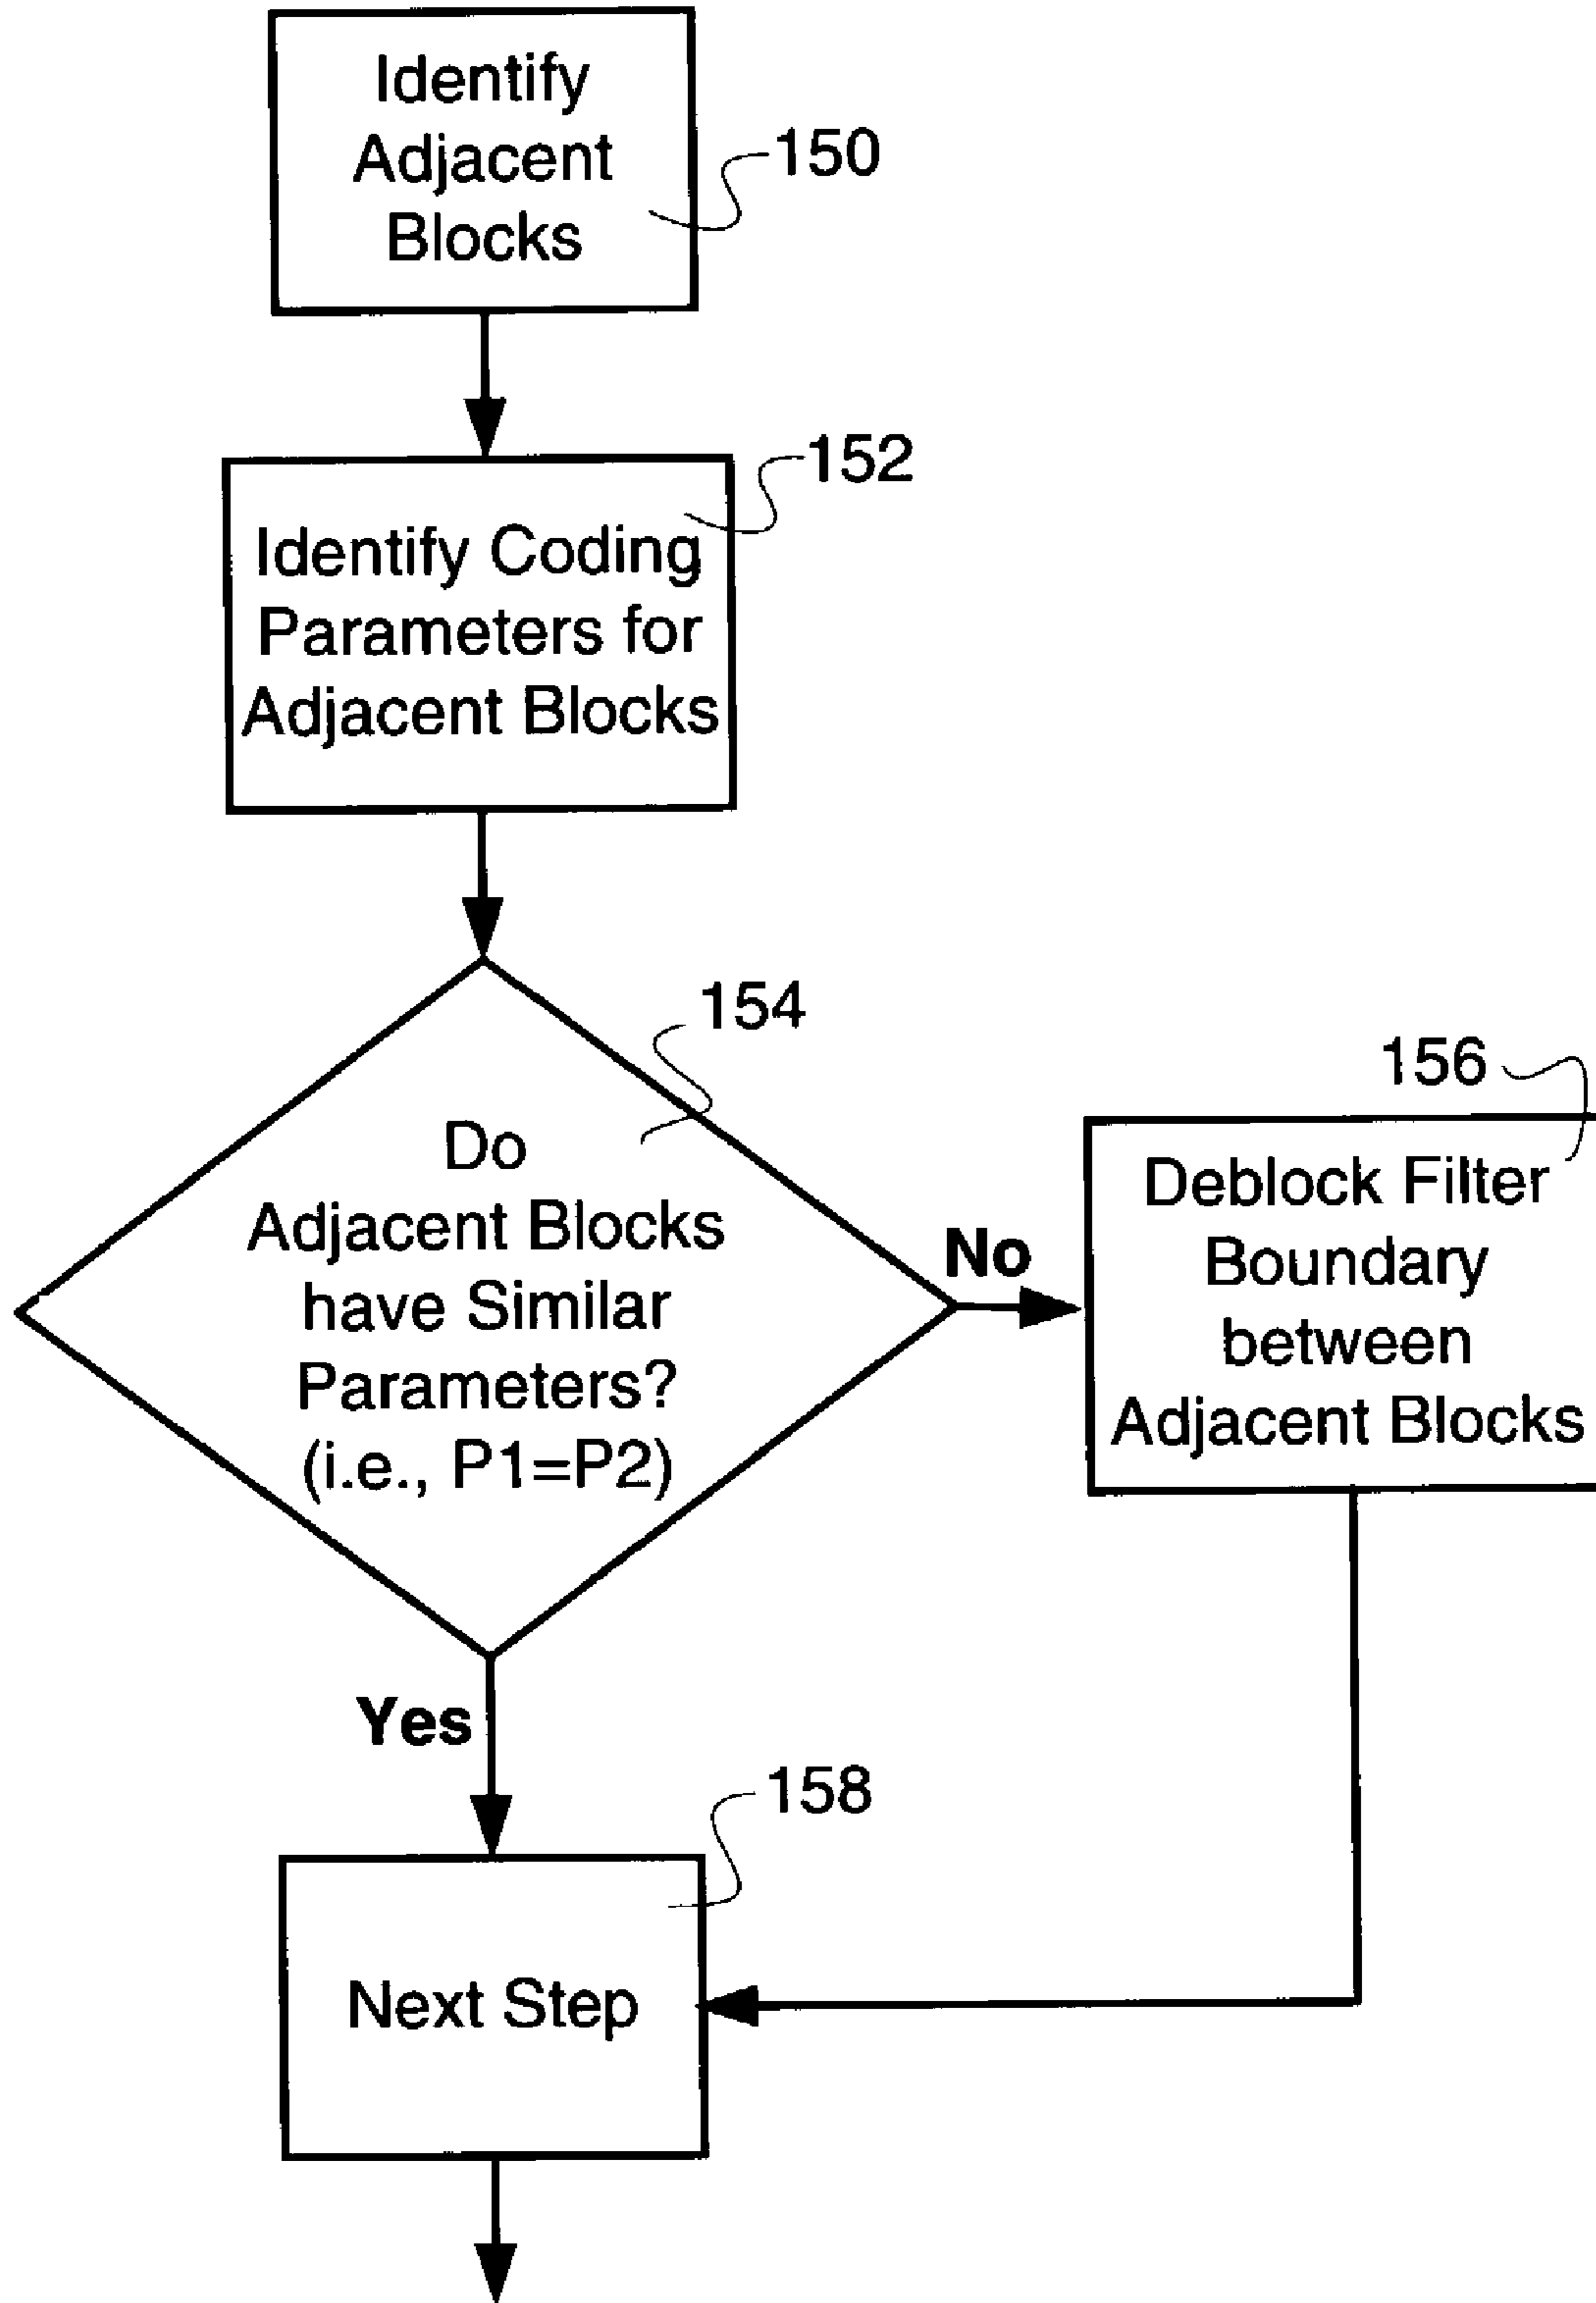 Identify
Adjacent
Blocks
150
152
Identify Coding
Parameters for
Adjacent Blocks
154
Do
Adjacent Blocks
have Similar
Parameters?
(i.e., P1=P2)
No
156
Deblock Filter
Boundary
between
Adjacent Blocks
Yes
158
Next Step